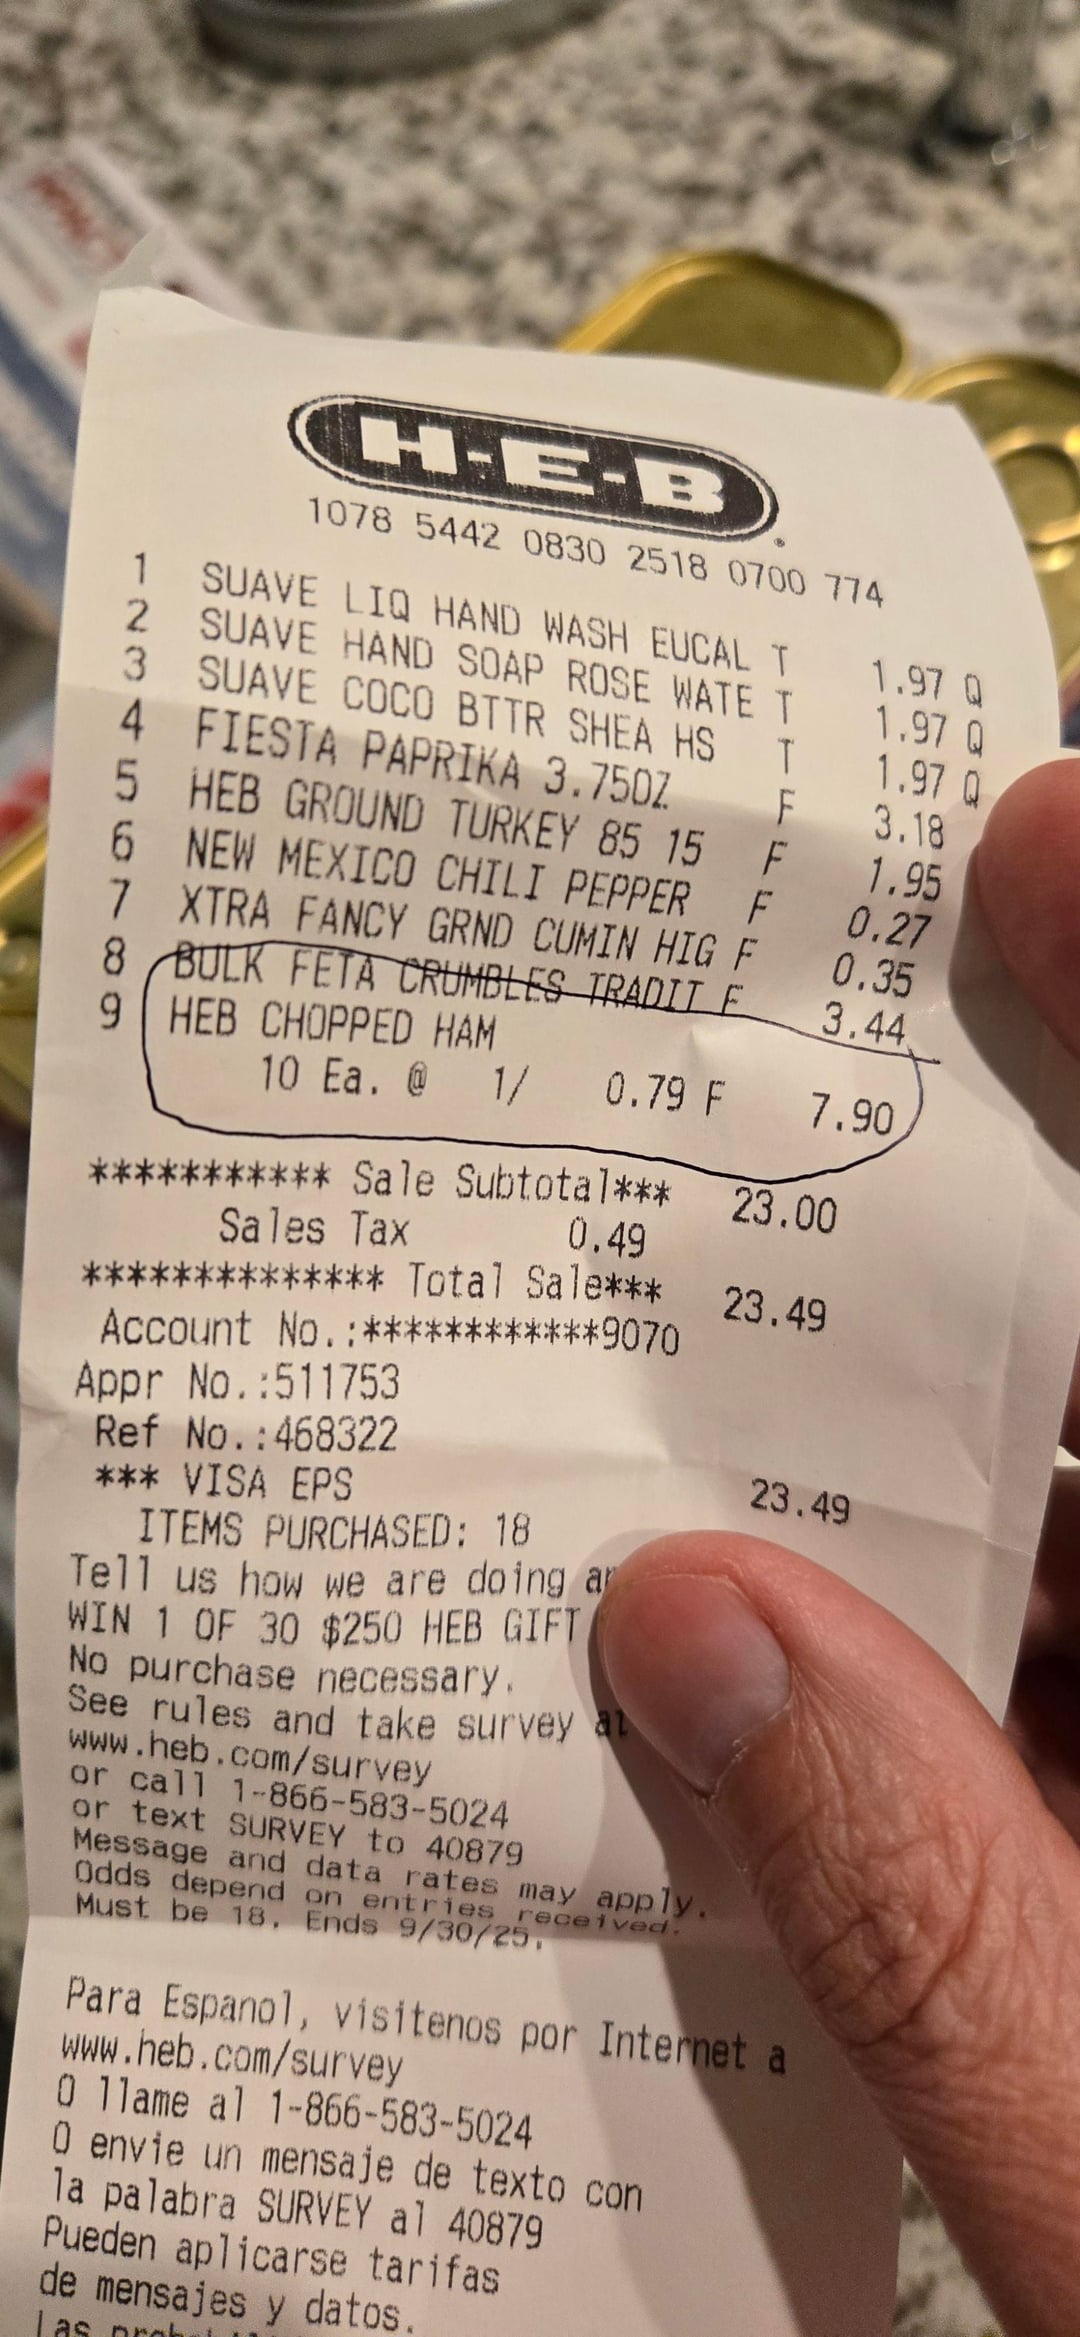 H-E-B
1078 5442 0830 2518 0700 774
1 SUAVE LIQ HAND WASH EUCAL T 1.97 Q
2 SUAVE HAND SOAP ROSE WATE T 1.97 Q
3 SUAVE COCO BTTR SHEA HS T 1.97 Q
4 FIESTA PAPRIKA 3.75OZ F 3.18
5 HEB GROUND TURKEY 85 15 F 1.95
6 NEW MEXICO CHILI PEPPER F 0.27
7 XTRA FANCY GRND CUMIN HIG F 0.35
8 BULK FETA CRUMBLES TRADIT F 3.44
9 HEB CHOPPED HAM
10 Ea. @ 1/ 0.79 F 7.90
*********** Sale Subtotal*** 23.00
Sales Tax 0.49
************** Total Sale*** 23.49
Account No.:************9070
Appr No.:511753
Ref No.:468322
*** VISA EPS 23.49
ITEMS PURCHASED: 18
Tell us how we are doing
WIN 1 OF 30 $250 HEB GIFT
No purchase necessary.
See rules and take survey at
www.heb.com/survey
or call 1-866-583-5024
or text SURVEY to 40879
Message and data rates may apply.
Odds depend on entries received.
Must be 18. Ends 9/30/25.
Para Espanol, visitenos por Internet a
www.heb.com/survey
O llame al 1-866-583-5024
O envie un mensaje de texto con
la palabra SURVEY al 40879
Pueden aplicarse tarifas
de mensajes y datos.
Las